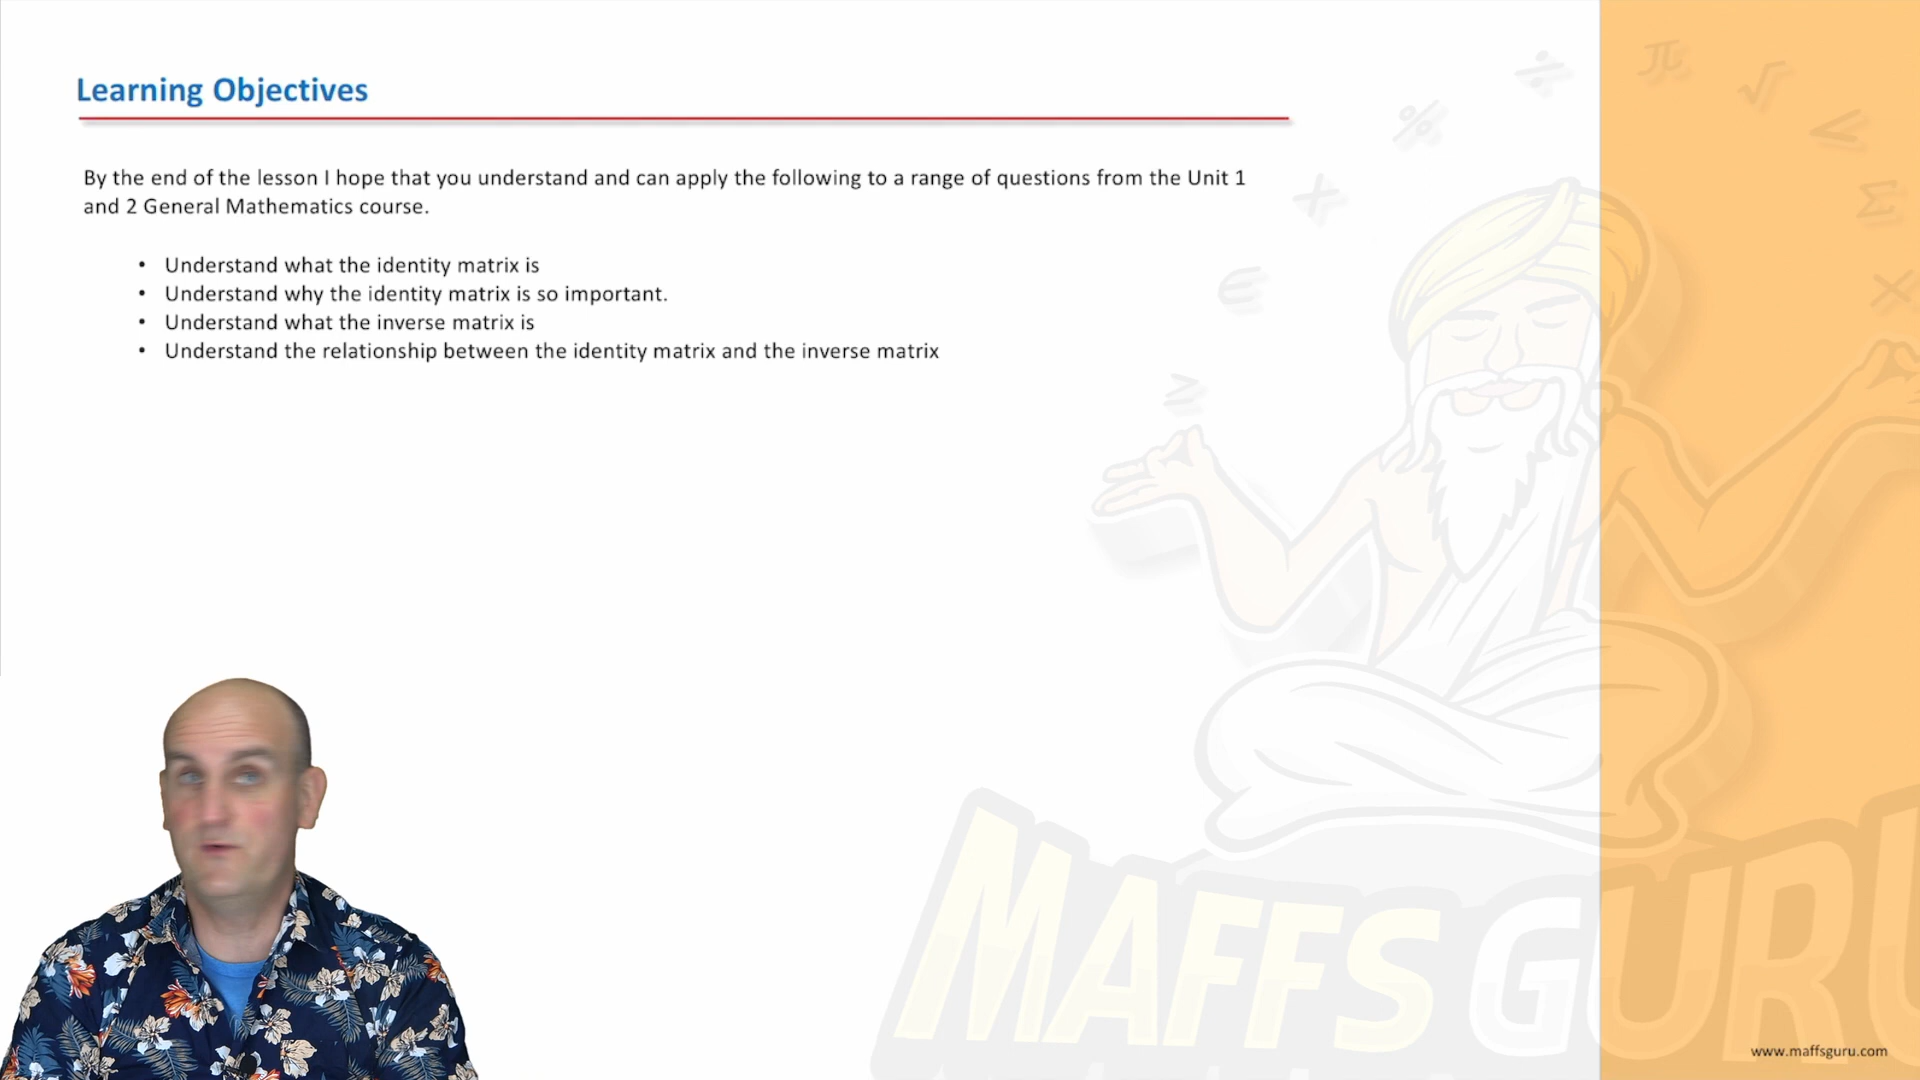 Learning Objectives
By the end of the lesson I hope that you understand and can apply the following to a range of questions from the Unit 1
and 2 General Mathematics course.
• Understand what the identity matrix is
• Understand why the identity matrix is so important.
• Understand what the inverse matrix is
• Understand the relationship between the identity matrix and the inverse matrix
÷ π √ < % + Σ € × ≥
MAFFS GURU
www.maffsguru.com